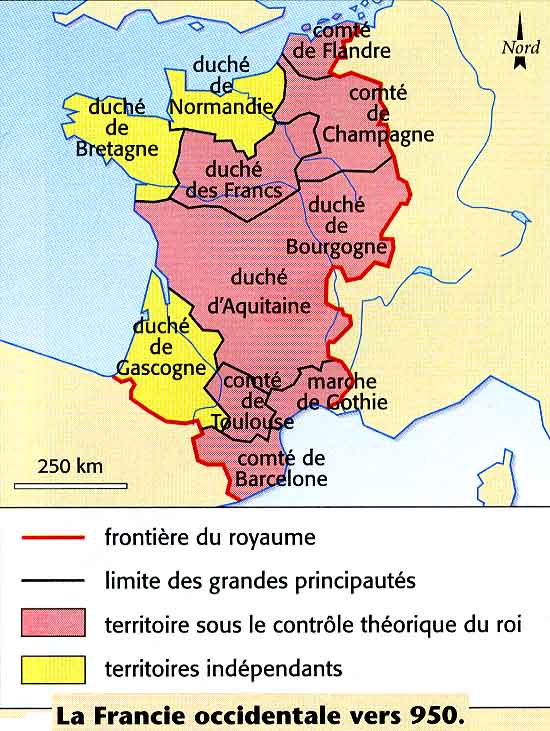 comté
de Flandre
Nord
duché
de
Normandie
comté
de
Champagne
duché
de
Bretagne
duché
des Francs
duché
de
Bourgogne
duché
d'Aquitaine
duché
de
Gascogne
comté
de
Toulouse
marche
de Gothie
comté de
Barcelone
250 km
frontière du royaume
limite des grandes principautés
territoire sous le contrôle théorique du roi
territoires indépendants
La Francie occidentale vers 950.